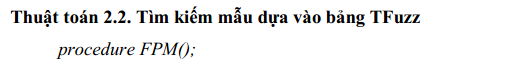 Thuật toán 2.2. Tìm kiếm mẫu dựa vào bảng TFuzz
procedure FPM();